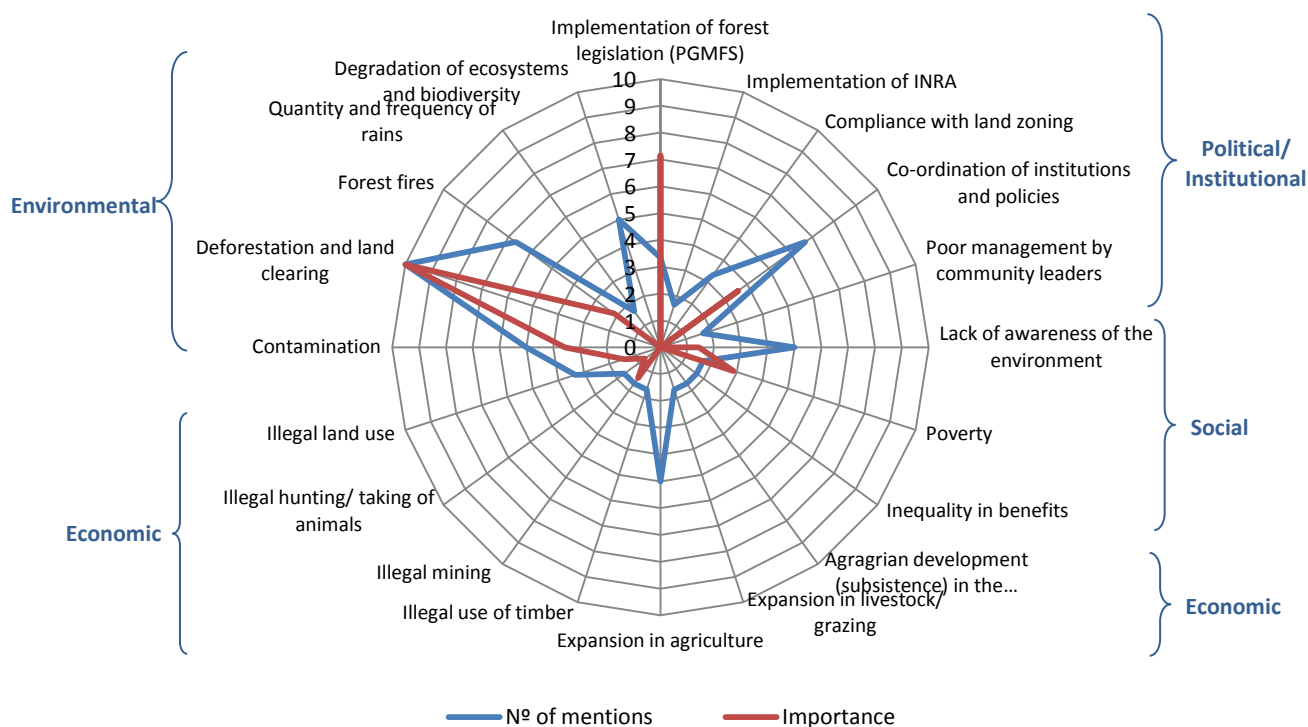 Implementation of forest
legislation (PGMFS)
Implementation of INRA
Compliance with land zoning
Co-ordination of institutions
and policies
Poor management by
community leaders
Lack of awareness of the
environment
Poverty
Inequality in benefits
Agragrian development
(subsistence) in the...
Expansion in livestock/
grazing
Expansion in agriculture
Illegal use of timber
Illegal mining
Illegal hunting/ taking of
animals
Illegal land use
Contamination
Deforestation and land
clearing
Forest fires
Quantity and frequency of
rains
Degradation of ecosystems
and biodiversity
10
9
8
7
6
5
4
3
2
1
0
Environmental
Economic
Political/
Institutional
Social
Economic
Nº of mentions
Importance